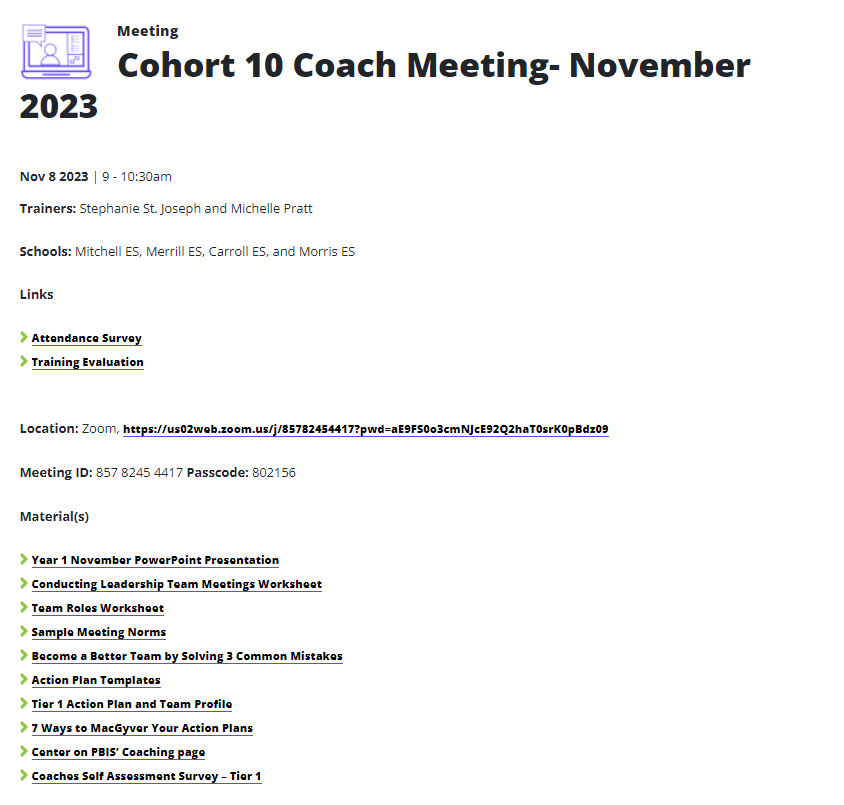 Meeting
Cohort 10 Coach Meeting- November
2023
Nov 8 2023 | 9 - 10:30am
Trainers: Stephanie St. Joseph and Michelle Pratt
Schools: Mitchell ES, Merrill ES, Carroll ES, and Morris ES
Links
Attendance Survey
Training Evaluation
Location: Zoom, https://us02web.zoom.us/j/85782454417?pwd=aE9FS0o3cmNJcE92Q2haT0srK0pBdz09
Meeting ID: 857 8245 4417 Passcode: 802156
Material(s)
Year 1 November PowerPoint Presentation
Conducting Leadership Team Meetings Worksheet
Team Roles Worksheet
Sample Meeting Norms
Become a Better Team by Solving 3 Common Mistakes
Action Plan Templates
Tier 1 Action Plan and Team Profile
7 Ways to MacGyver Your Action Plans
Center on PBIS’ Coaching page
Coaches Self Assessment Survey – Tier 1